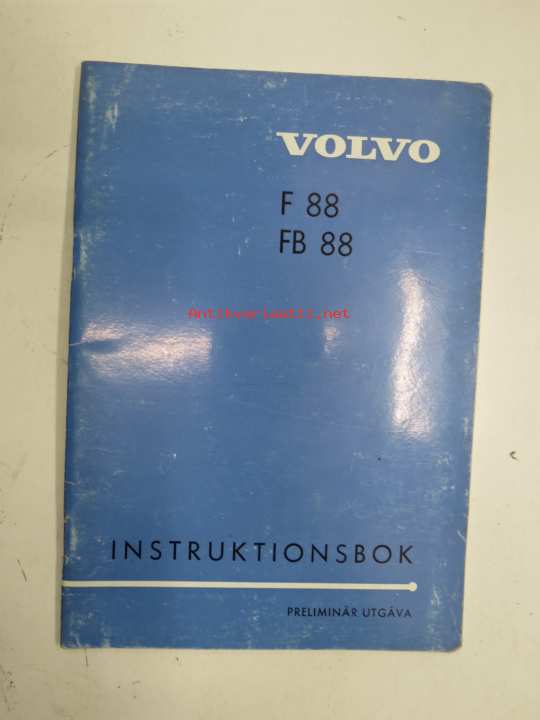 VOLVO
F 88
FB 88
Antikvariaatti.net
INSTRUKTIONSBOK
PRELIMINÄR UTGÅVA